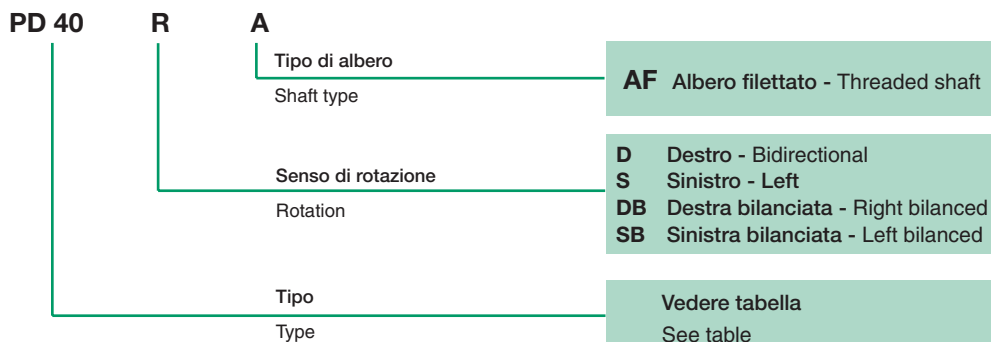 PD 40 R A
Tipo di albero
Shaft type
AF Albero filettato - Threaded shaft
Senso di rotazione
Rotation
D Destro - Bidirectional
S Sinistro - Left
DB Destra bilanciata - Right bilanced
SB Sinistra bilanciata - Left bilanced
Tipo
Type
Vedere tabella
See table